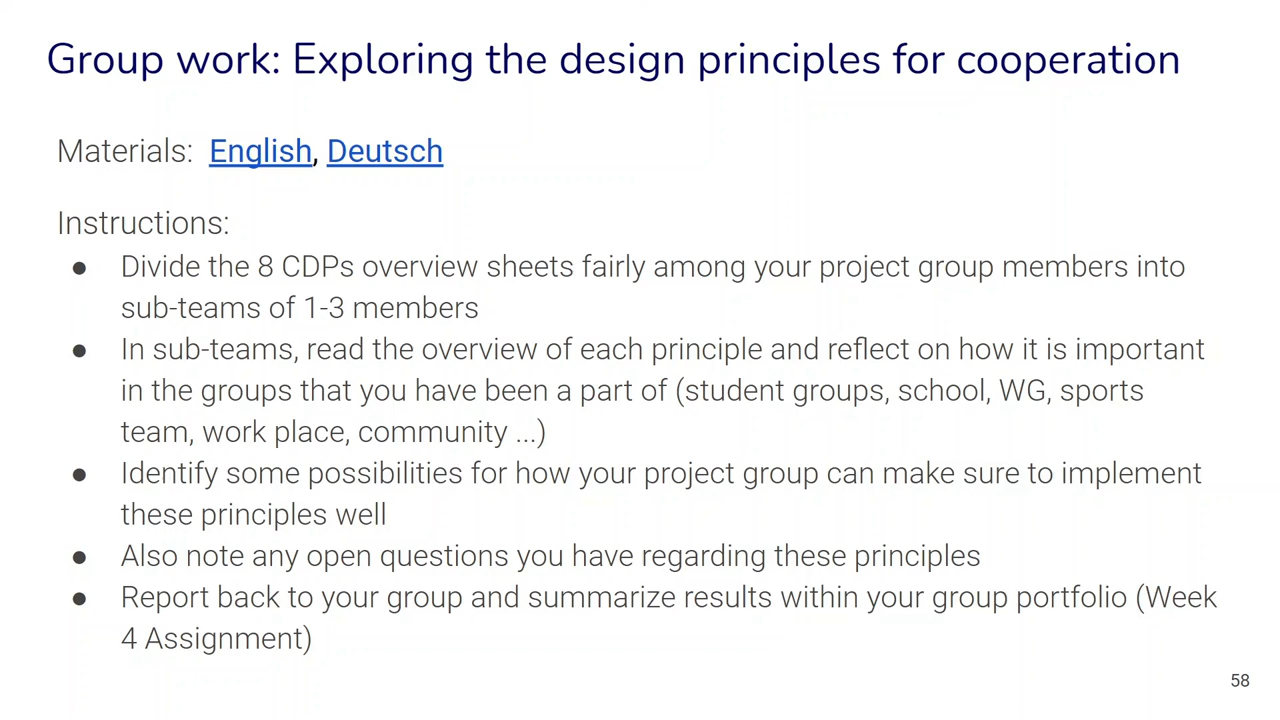 Group work: Exploring the design principles for cooperation
Materials: English, Deutsch
Instructions:
● Divide the 8 CDPs overview sheets fairly among your project group members into
sub-teams of 1-3 members
● In sub-teams, read the overview of each principle and reflect on how it is important
in the groups that you have been a part of (student groups, school, WG, sports
team, work place, community ...)
● Identify some possibilities for how your project group can make sure to implement
these principles well
● Also note any open questions you have regarding these principles
● Report back to your group and summarize results within your group portfolio (Week
4 Assignment)
58